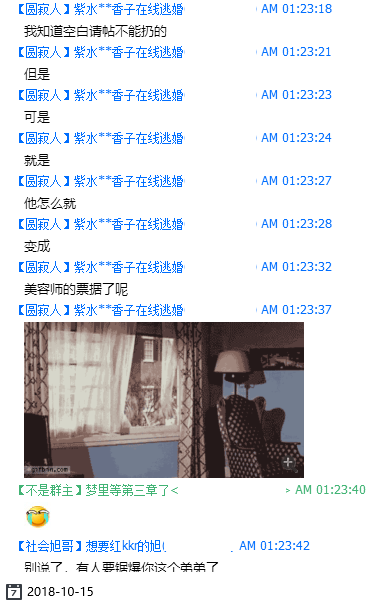 【圆寂人】紫水**香子在线逃婚 AM 01:23:18
我知道空白请帖不能扔的
【圆寂人】紫水**香子在线逃婚 AM 01:23:21
但是
【圆寂人】紫水**香子在线逃婚 AM 01:23:23
可是
【圆寂人】紫水**香子在线逃婚 AM 01:23:24
就是
【圆寂人】紫水**香子在线逃婚 AM 01:23:27
他怎么就
【圆寂人】紫水**香子在线逃婚 AM 01:23:28
变成
【圆寂人】紫水**香子在线逃婚 AM 01:23:32
美容师的票据了呢
【圆寂人】紫水**香子在线逃婚 AM 01:23:37
gifbin.com
【不是群主】梦里等第三章了< > AM 01:23:40
【社会旭哥】想要红kkr的旭( AM 01:23:42
别说了，有人要锯爆你这个弟弟了
7 2018-10-15